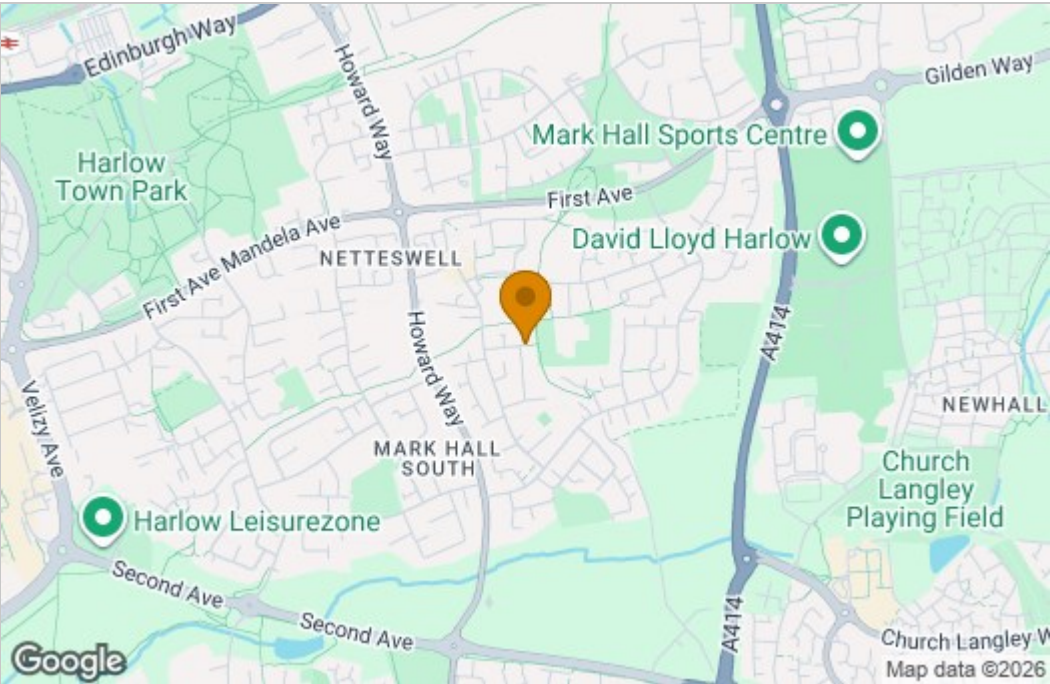 Edinburgh Way
Howard Way
Gilden Way
Mark Hall Sports Centre
Harlow
Town Park
First Ave
First Ave Mandela Ave
David Lloyd Harlow
NETTESWELL
A414
Howard Way
Velizy Ave
NEWHALL
MARK HALL
SOUTH
Church
Langley
Playing Field
Harlow Leisurezone
Second Ave
Second Ave
A414
Church Langley W
Google
Map data ©2026